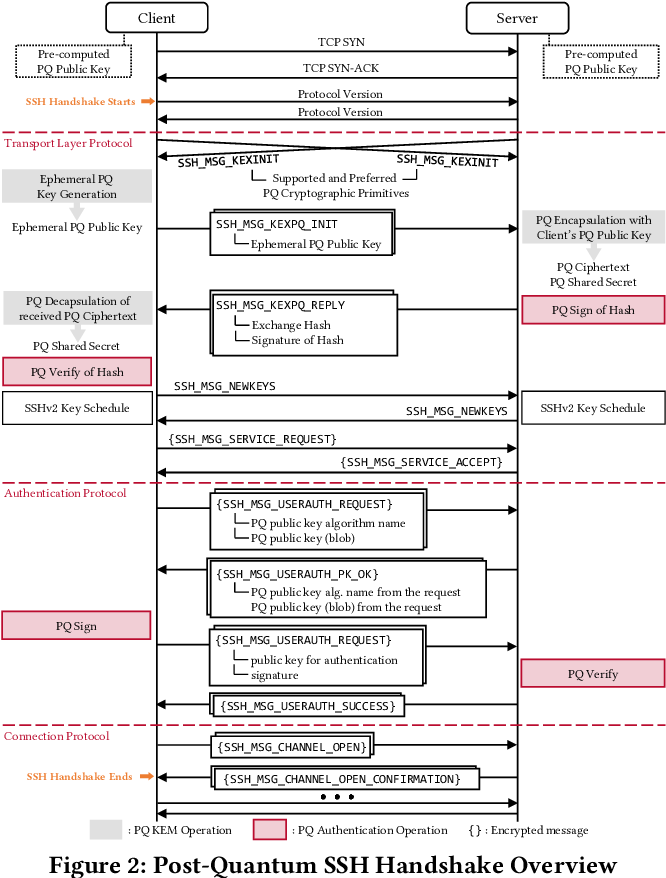 Client
Server
Pre-computed
PQ Public Key
TCP SYN
Pre-computed
PQ Public Key
TCP SYN-ACK
SSH Handshake Starts
Protocol Version
Protocol Version
Transport Layer Protocol
SSH_MSG_KEXINIT
SSH_MSG_KEXINIT
Supported and Preferred
PQ Cryptographic Primitives
Ephemeral PQ
Key Generation
Ephemeral PQ Public Key
SSH_MSG_KEXPQ_INIT
Ephemeral PQ Public Key
PQ Encapsulation with
Client's PQ Public Key
PQ Ciphertext
PQ Shared Secret
PQ Decapsulation of
received PQ Ciphertext
SSH_MSG_KEXPQ_REPLY
Exchange Hash
Signature of Hash
PQ Sign of Hash
PQ Shared Secret
PQ Verify of Hash
SSH_MSG_NEWKEYS
SSHv2 Key Schedule
SSH_MSG_NEWKEYS
SSHv2 Key Schedule
{SSH_MSG_SERVICE_REQUEST}
{SSH_MSG_SERVICE_ACCEPT}
Authentication Protocol
{SSH_MSG_USERAUTH_REQUEST}
PQ public key algorithm name
PQ public key (blob)
{SSH_MSG_USERAUTH_PK_OK}
PQ public key alg. name from the request
PQ public key (blob) from the request
PQ Sign
{SSH_MSG_USERAUTH_REQUEST}
public key for authentication
signature
PQ Verify
{SSH_MSG_USERAUTH_SUCCESS}
Connection Protocol
{SSH_MSG_CHANNEL_OPEN}
SSH Handshake Ends
{SSH_MSG_CHANNEL_OPEN_CONFIRMATION}
: PQ KEM Operation
: PQ Authentication Operation
{} : Encrypted message
Figure 2: Post-Quantum SSH Handshake Overview